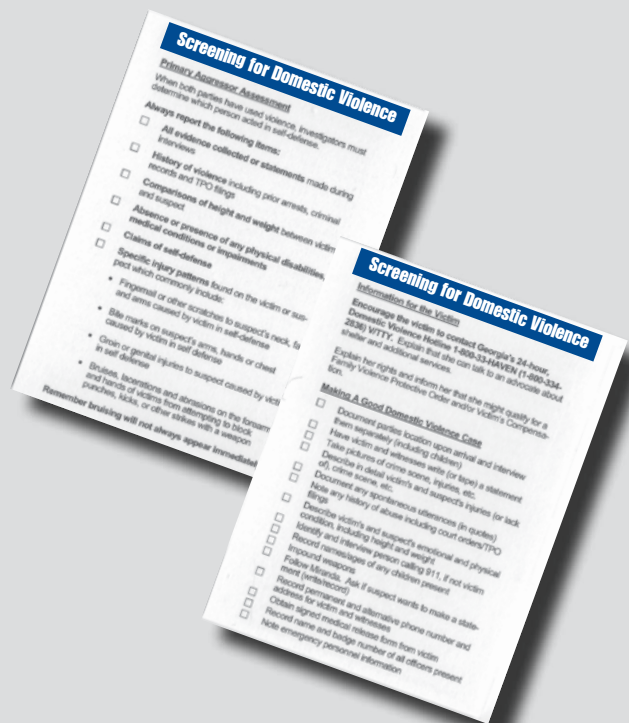 Screening for Domestic Violence
Primary Aggressor Assessment
When both parties have used violence, investigators must
determine which person acted in self-defense.
Always report the following items:
All evidence collected or statements made during
interviews
History of violence including prior arrests, criminal
records and TPO filings
Comparisons of height and weight between victim
and suspect
Absence or presence of any physical disabilities,
medical conditions or impairments
Claims of self-defense
Specific injury patterns found on the victim or sus-
pect which commonly include:
• Fingernail or other scratches to suspect's neck,
and arms caused by victim in self-defense
• Bite marks on suspect's arms, hands or chest
caused by victim in self defense
• Groin or genital injuries to suspect caused by
in self defense
• Bruises, lacerations and abrasions on the
and hands of victims from attempting to block
punches, kicks, or other strikes with a weapon
Remember bruising will not always appear
Screening for Domestic Violence
Information for the Victim
Encourage the victim to contact Georgia's 24-hour,
Domestic Violence Hotline 1-800-33-HAVEN (1-800-334-
2836) V/TTY. Explain that she can talk to an advocate about
shelter and additional services.
Explain her rights and inform her that she might qualify for a
Family Violence Protective Order and/or Victim's Compensa-
tion.
Making A Good Domestic Violence Case
Document parties location upon arrival and interview
them separately (including children)
Have victim and witnesses write (or tape) a statement
Take pictures of crime scene, injuries, etc.
Describe in detail victim's and suspect's injuries (or lack
of), crime scene, etc.
Document any spontaneous utterances (in quotes)
Note any history of abuse including court orders/TPO
filings
Describe victim's and suspect's emotional and physical
condition, including height and weight
Identify and interview person calling 911, if not victim
Record names/ages of any children present
Impound weapons
Follow Miranda. Ask if suspect wants to make a state-
ment (write/record)
Record permanent and alternative phone number and
address for victim and witnesses
Obtain signed medical release form from victim
Record name and badge number of all officers present
Note emergency personnel information